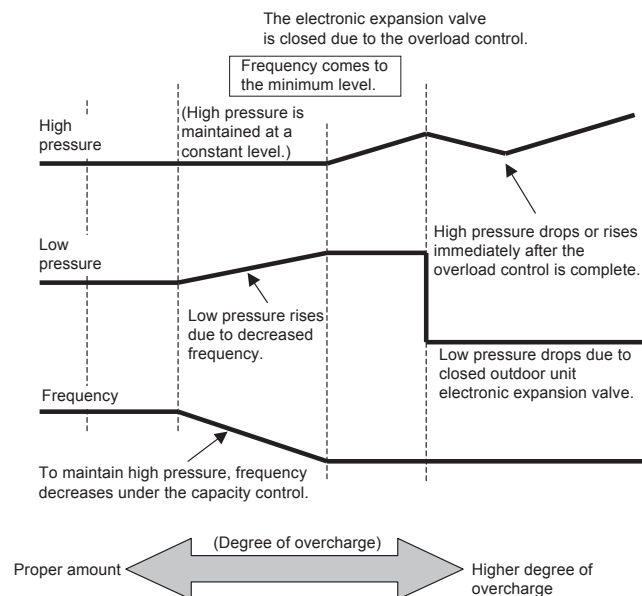 The electronic expansion valve
is closed due to the overload control.
Frequency comes to
the minimum level.
(High pressure is
maintained at a
constant level.)
High
pressure
High pressure drops or rises
immediately after the
overload control is complete.
Low
pressure
Low pressure rises
due to decreased
frequency.
Low pressure drops due to
closed outdoor unit
electronic expansion valve.
Frequency
To maintain high pressure, frequency
decreases under the capacity control.
(Degree of overcharge)
Proper amount
Higher degree of
overcharge